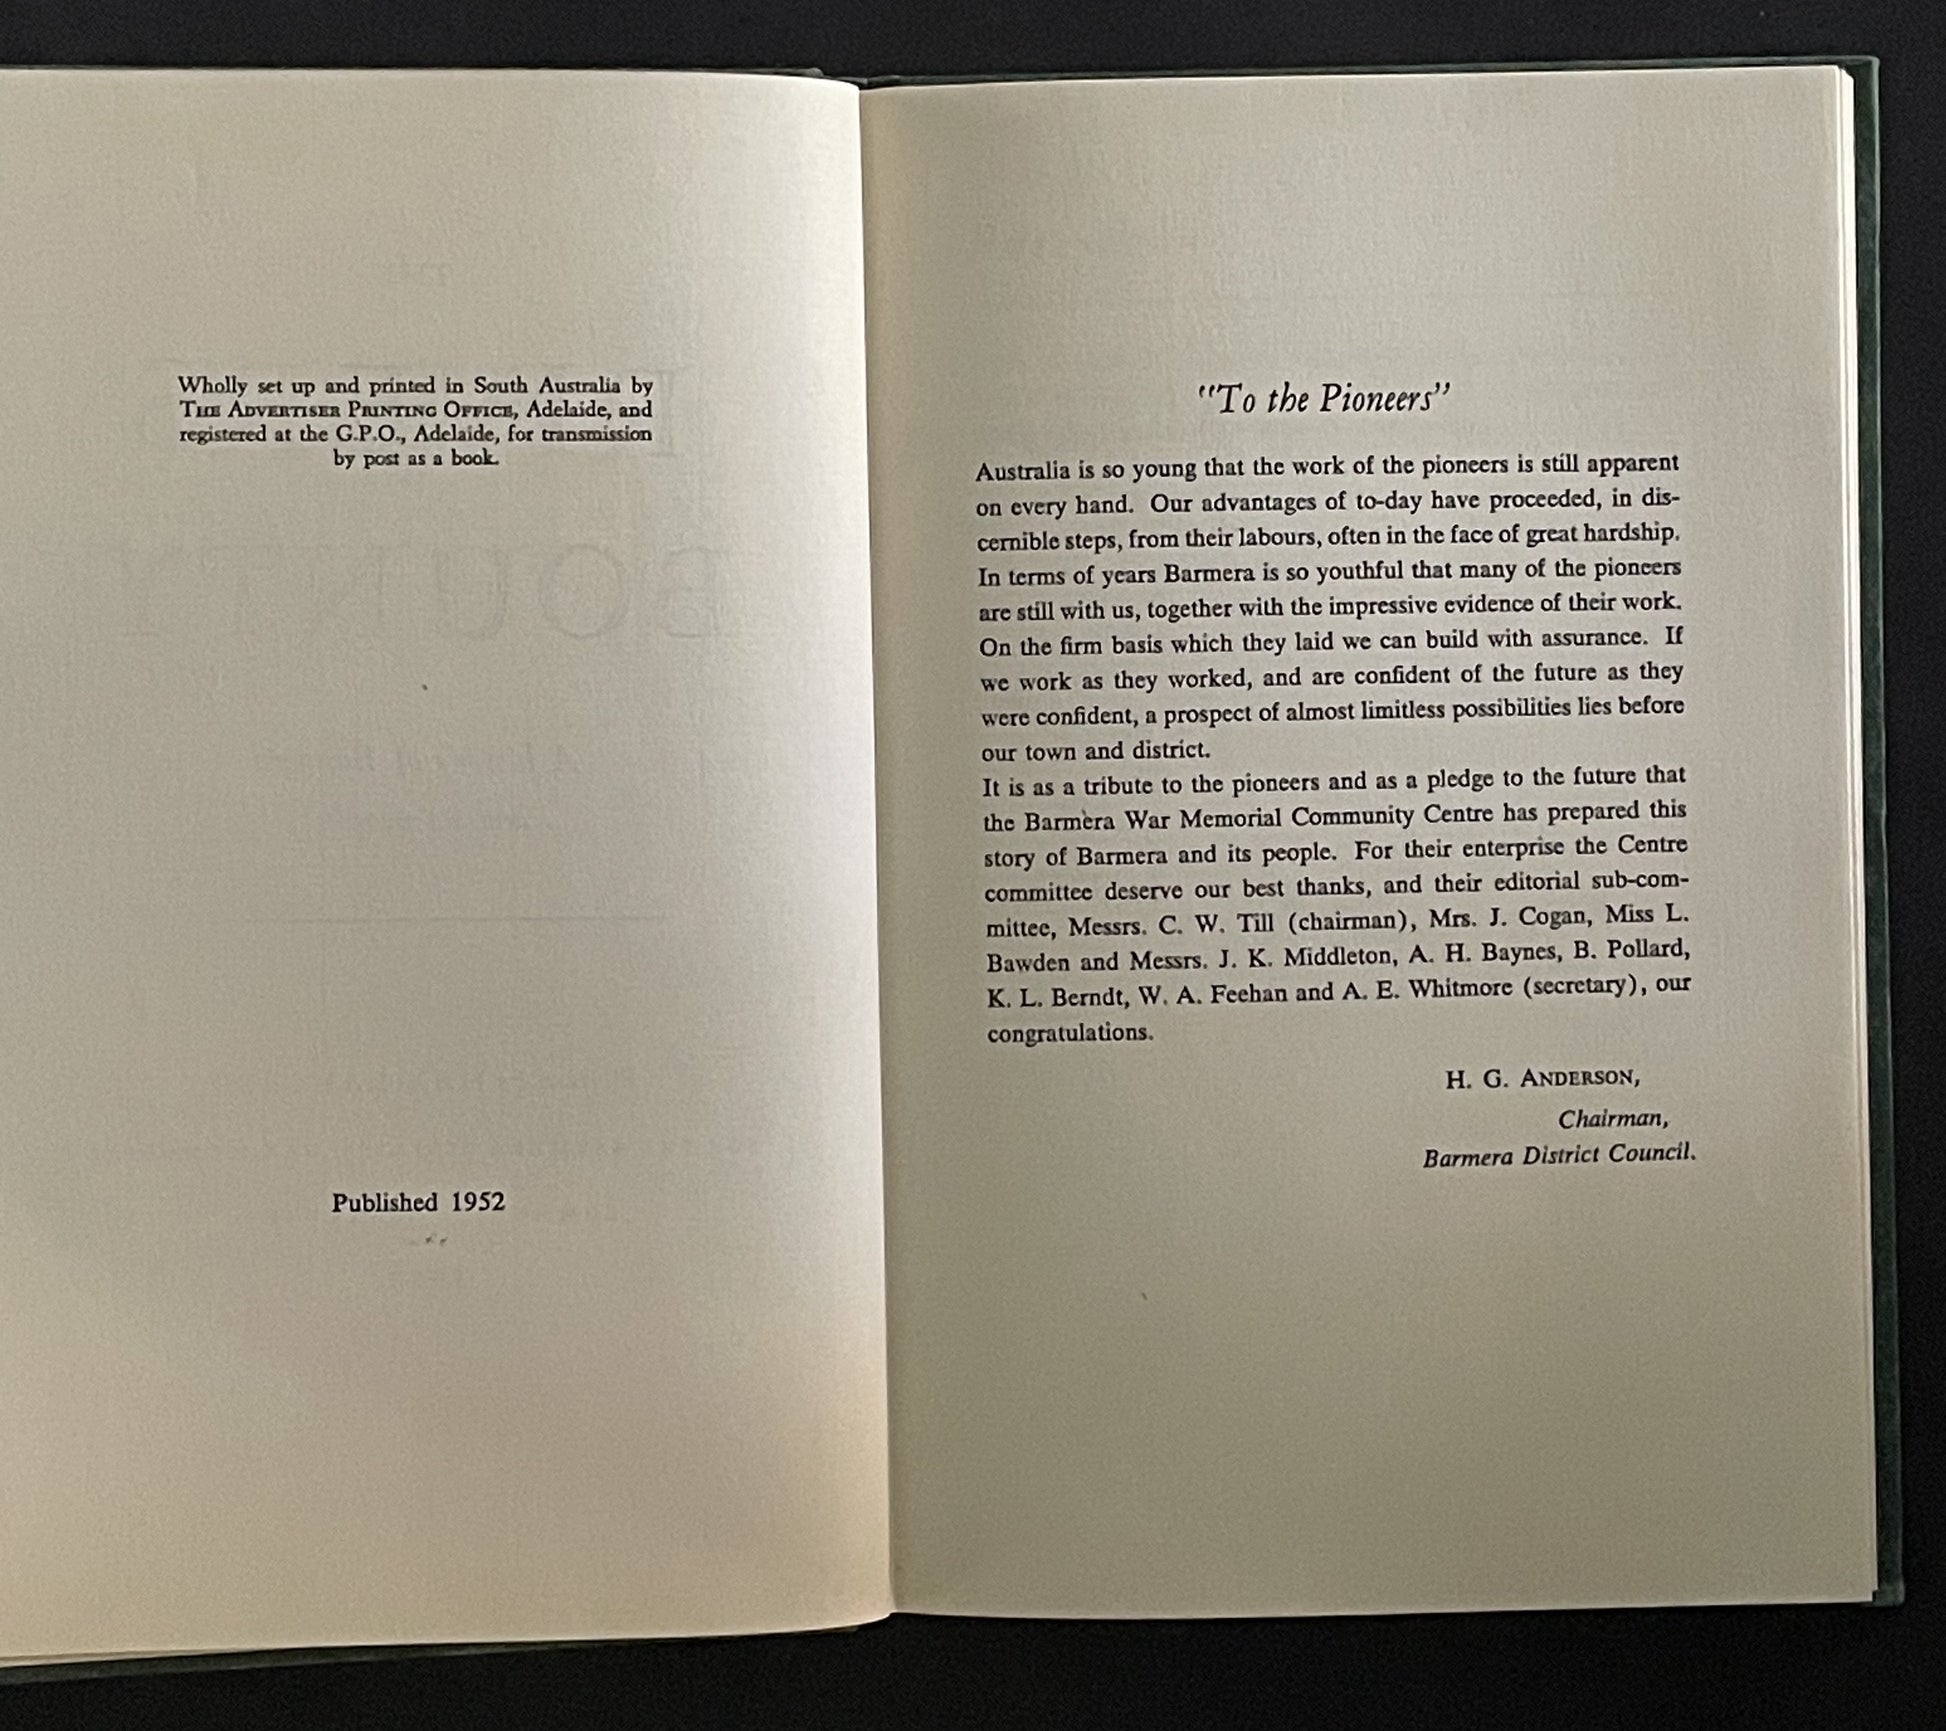 Wholly set up and printed in South Australia by
THE ADVERTISER PRINTING OFFICE, Adelaide, and
registered at the G.P.O., Adelaide, for transmission
by post as a book.
Published 1952
"To the Pioneers"
Australia is so young that the work of the pioneers is still apparent
on every hand. Our advantages of to-day have proceeded, in dis-
cernible steps, from their labours, often in the face of great hardship.
In terms of years Barmera is so youthful that many of the pioneers
are still with us, together with the impressive evidence of their work.
On the firm basis which they laid we can build with assurance. If
we work as they worked, and are confident of the future as they
were confident, a prospect of almost limitless possibilities lies before
our town and district.
It is as a tribute to the pioneers and as a pledge to the future that
the Barmera War Memorial Community Centre has prepared this
story of Barmera and its people. For their enterprise the Centre
committee deserve our best thanks, and their editorial sub-com-
mittee, Messrs. C. W. Till (chairman), Mrs. J. Cogan, Miss L.
Bawden and Messrs. J. K. Middleton, A. H. Baynes, B. Pollard,
K. L. Berndt, W. A. Feehan and A. E. Whitmore (secretary), our
congratulations.
H. G. ANDERSON,
Chairman,
Barmera District Council.